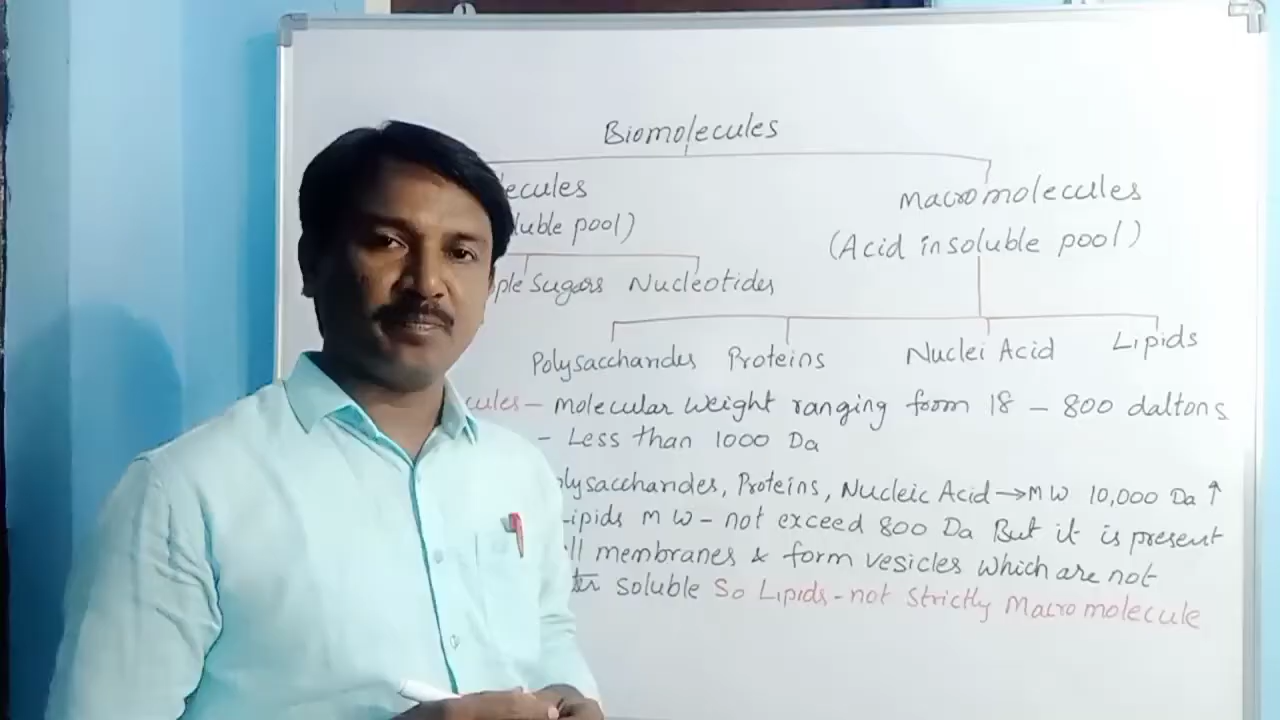 Biomolecules
ecules Macromolecules
luble pool) (Acid insoluble pool)
ple Sugars Nucleotides
Polysaccharides Proteins Nuclei Acid Lipids
cules - molecular weight ranging from 18 - 800 daltons
- Less than 1000 Da
lysaccharides, Proteins, Nucleic Acid → MW 10,000 Da ↑
Lipids MW - not exceed 800 Da But it is present
ll membranes & form vesicles which are not
soluble So Lipids - not Strictly Macromolecule